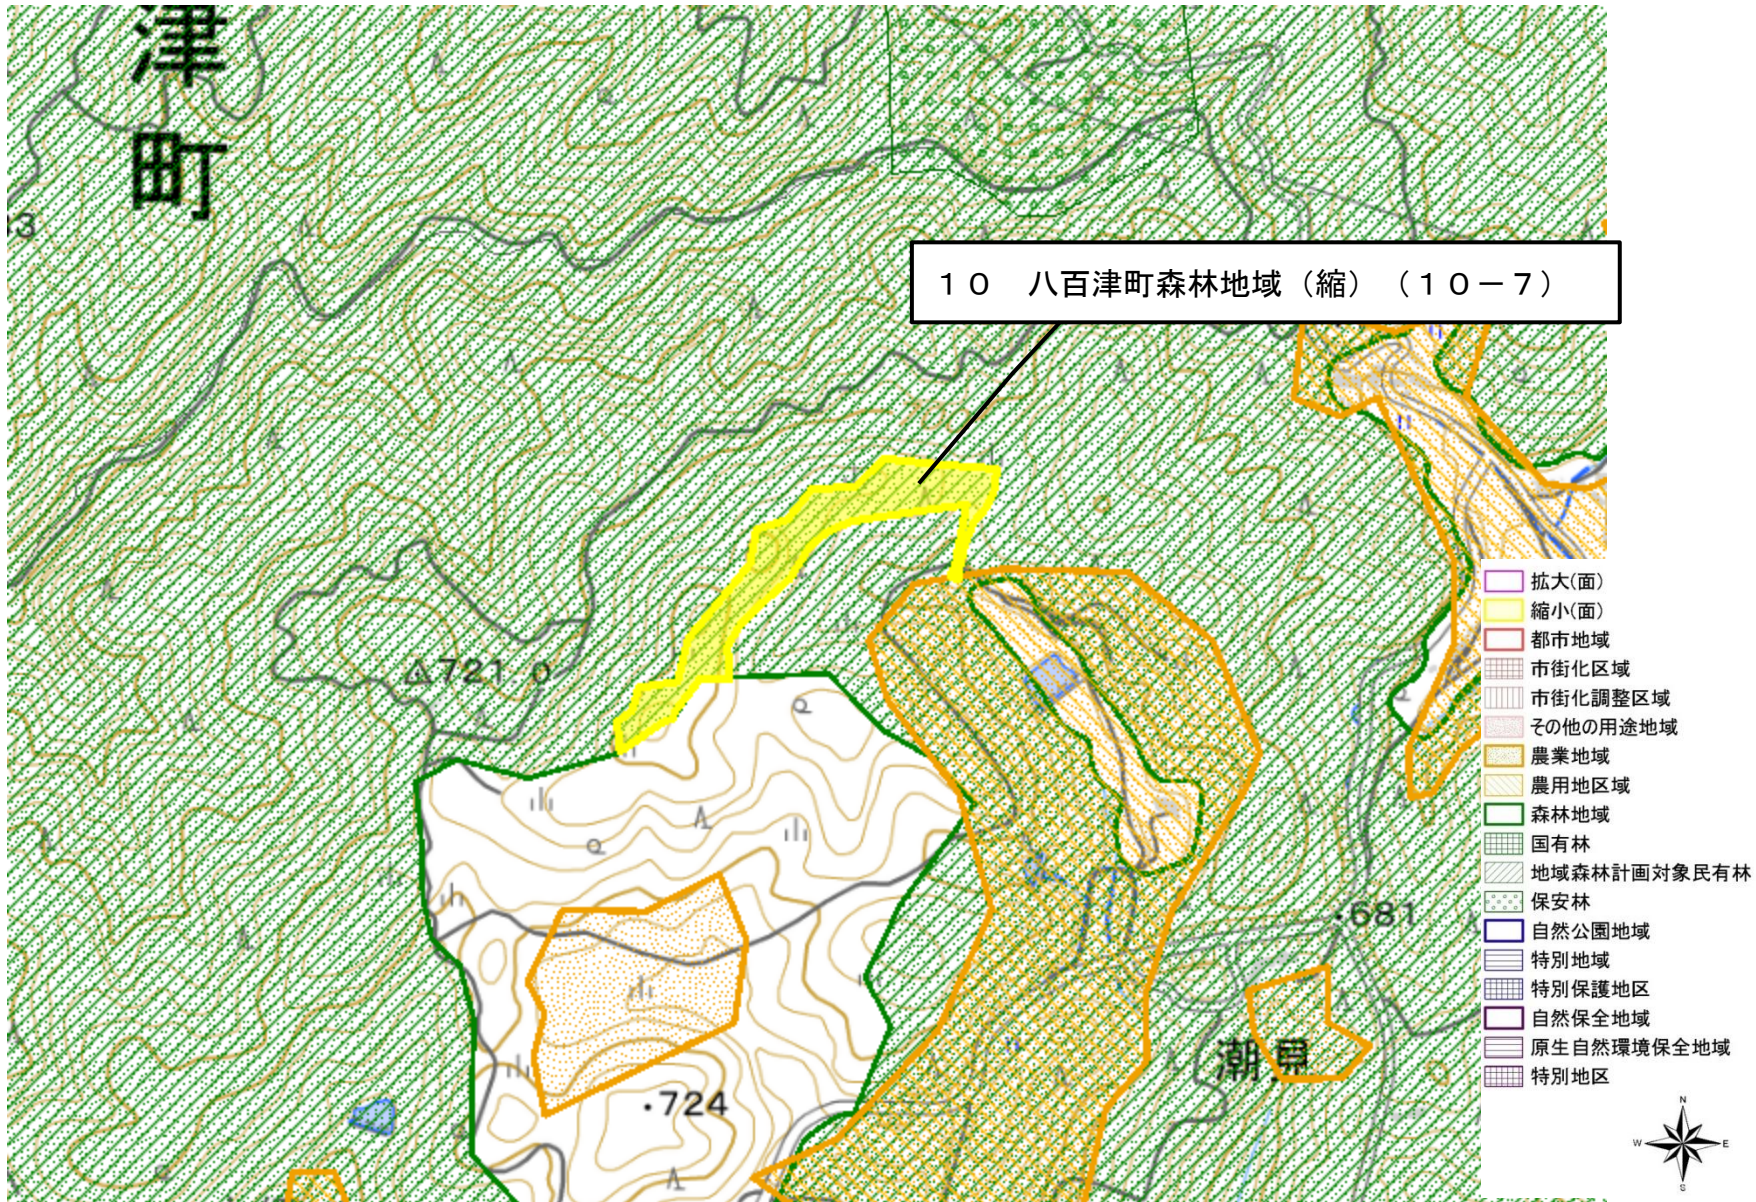 津
町
13
１０　八百津町森林地域（縮）（１０－７）
721.0
681
724
潮見
拡大(面)
縮小(面)
都市地域
市街化区域
市街化調整区域
その他の用途地域
農業地域
農用地区域
森林地域
国有林
地域森林計画対象民有林
保安林
自然公園地域
特別地域
特別保護地区
自然保全地域
原生自然環境保全地域
特別地区
N
W
E
S